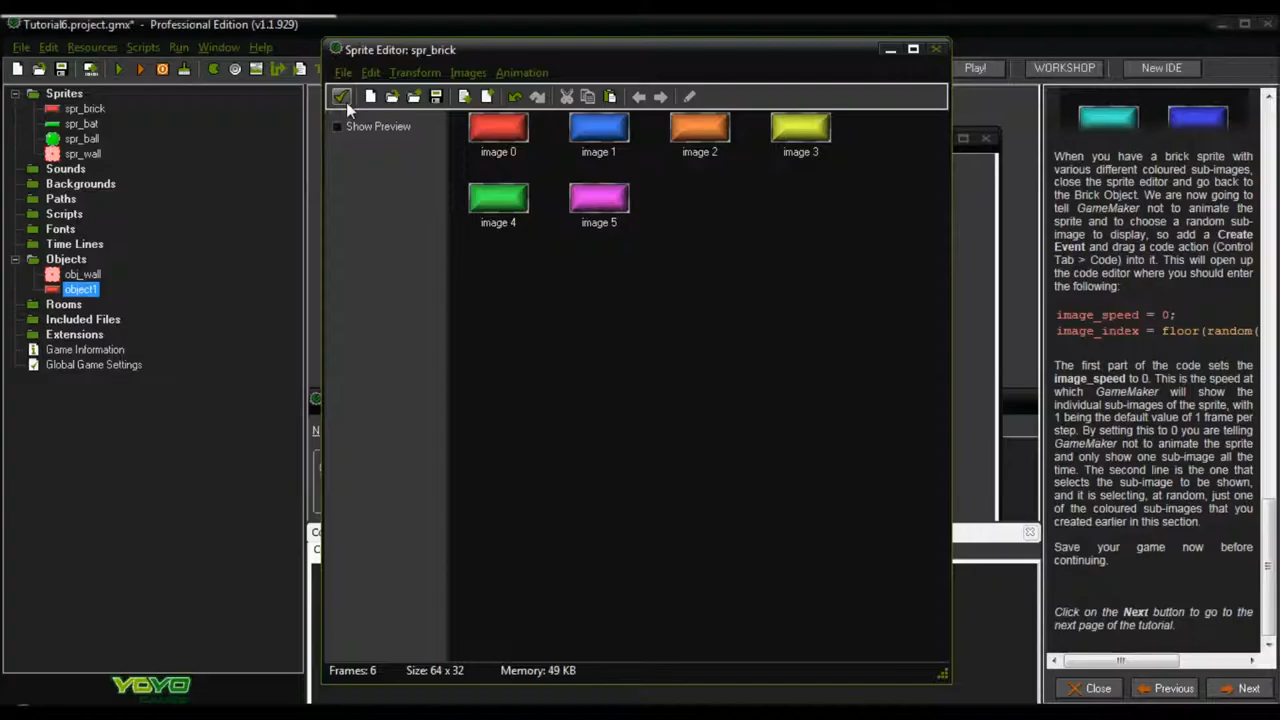 Tutorial6.project.gmx* - Professional Edition (v1.1.929)
File Edit Resources Scripts Run Window Help
Sprite Editor: spr_brick
File Edit Transform Images Animation
Show Preview
image 0 image 1 image 2 image 3
image 4 image 5
Frames: 6 Size: 64 x 32 Memory: 49 KB
Sprites
spr_brick
spr_bat
spr_ball
spr_wall
Sounds
Backgrounds
Paths
Scripts
Fonts
Time Lines
Objects
obj_wall
object1
Rooms
Included Files
Extensions
Game Information
Global Game Settings
YOYO
GAMES
Play! WORKSHOP New IDE
When you have a brick sprite with
various different coloured sub-images,
close the sprite editor and go back to
the Brick Object. We are now going to
tell GameMaker not to animate the
sprite and to choose a random sub-
image to display, so add a Create
Event and drag a code action (Control
Tab > Code) into it. This will open up
the code editor where you should enter
the following:
image_speed = 0;
image_index = floor(random(
The first part of the code sets the
image_speed to 0. This is the speed at
which GameMaker will show the
individual sub-images of the sprite, with
1 being the default value of 1 frame per
step. By setting this to 0 you are telling
GameMaker not to animate the sprite
and only show one sub-image all the
time. The second line is the one that
selects the sub-image to be shown,
and it is selecting, at random, just one
of the coloured sub-images that you
created earlier in this section.
Save your game now before
continuing.
Click on the Next button to go to the
next page of the tutorial.
Close Previous Next